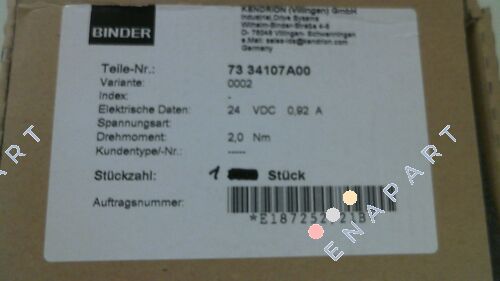 BINDER
KENDRION (Villingen) GmbH
Industrial Drive Systems
Wilhelm-Binder-Straße 4-6
D- 78048 Villingen- Schwenningen
e.Mail: sales-ids@kendrion.com
Germany
Teile-Nr.: 73 34107A00
Variante: 0002
Index: -
Elektrische Daten: 24 VDC 0,92 A
Spannungsart:
Drehmoment: 2,0 Nm
Kundentype/-Nr.: -----
Stückzahl: 1 Stück
Auftragsnummer:
ENAPART
ENAPART